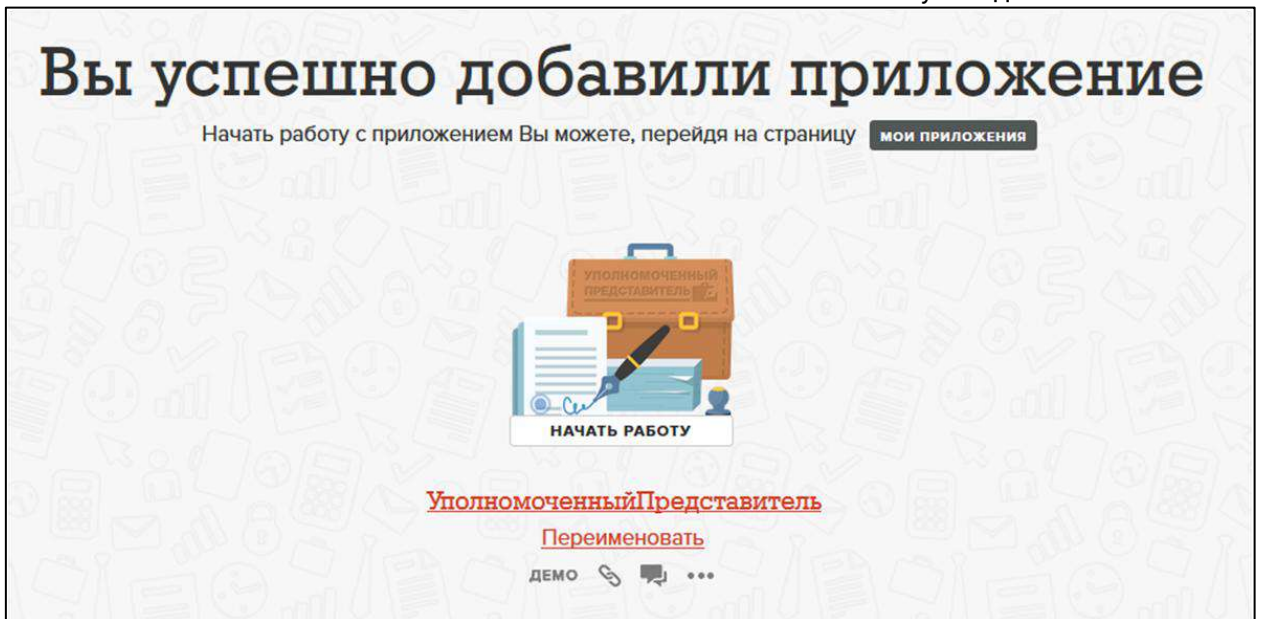 Вы успешно добавили приложение
Начать работу с приложением Вы можете, перейдя на страницу МОИ ПРИЛОЖЕНИЯ
УПОЛНОМОЧЕННЫЙ
ПРЕДСТАВИТЕЛЬ
НАЧАТЬ РАБОТУ
УполномоченныйПредставитель
Переименовать
ДЕМО